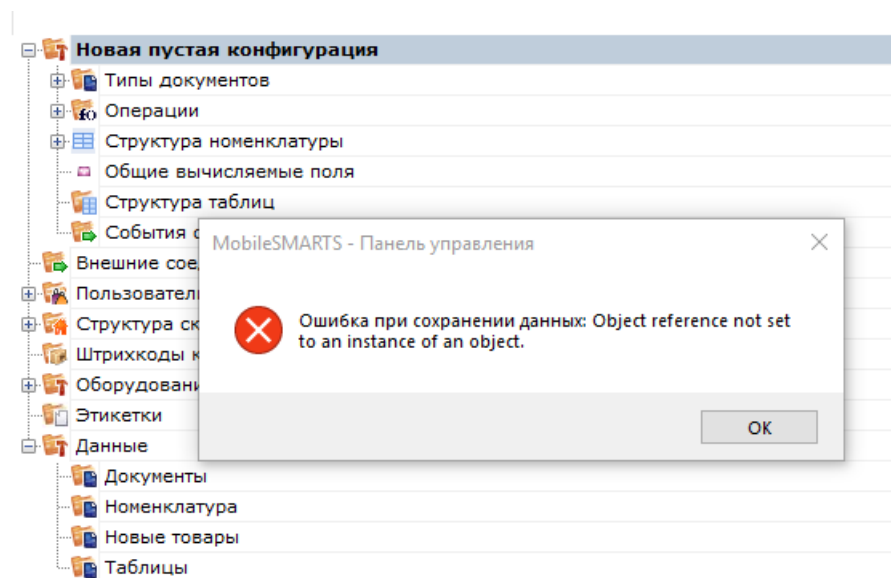 Новая пустая конфигурация
Типы документов
Операции
Структура номенклатуры
Общие вычисляемые поля
Структура таблиц
События с
Внешние сое
Пользовател
Структура ск
Штрихкоды к
Оборудовани
Этикетки
Данные
Документы
Номенклатура
Новые товары
Таблицы
MobileSMARTS - Панель управления
Ошибка при сохранении данных: Object reference not set
to an instance of an object.
OK